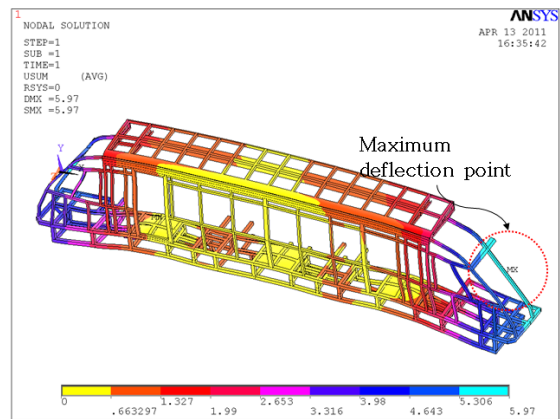 1
NODAL SOLUTION
STEP=1
SUB =1
TIME=1
USUM (AVG)
RSYS=0
DMX =5.97
SMX =5.97
ANSYS
APR 13 2011
16:35:42
Maximum
deflection point
Y
MN
MX
0 1.327 2.653 3.98 5.306
.663297 1.99 3.316 4.643 5.97